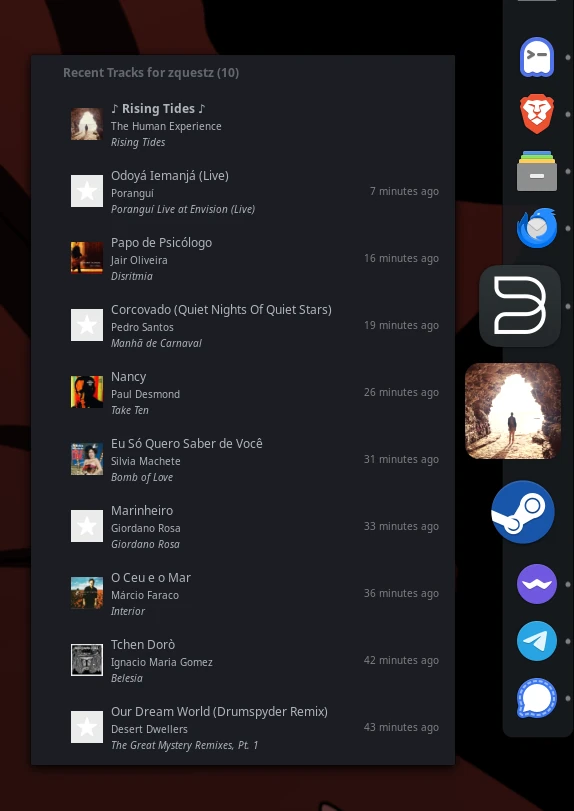 Recent Tracks for zquestz (10)
♪ Rising Tides ♪
The Human Experience
Rising Tides
Odoyá Iemanjá (Live)
Poranguí
7 minutes ago
Poranguí Live at Envision (Live)
Papo de Psicólogo
Jair Oliveira
16 minutes ago
Disritmia
Corcovado (Quiet Nights Of Quiet Stars)
Pedro Santos
19 minutes ago
Manhã de Carnaval
Nancy
Paul Desmond
26 minutes ago
Take Ten
Eu Só Quero Saber de Você
Silvia Machete
31 minutes ago
Bomb of Love
Marinheiro
Giordano Rosa
33 minutes ago
Giordano Rosa
O Ceu e o Mar
Márcio Faraco
36 minutes ago
Interior
Tchen Dorò
Ignacio Maria Gomez
42 minutes ago
Belesia
Our Dream World (Drumspyder Remix)
Desert Dwellers
43 minutes ago
The Great Mystery Remixes, Pt. 1